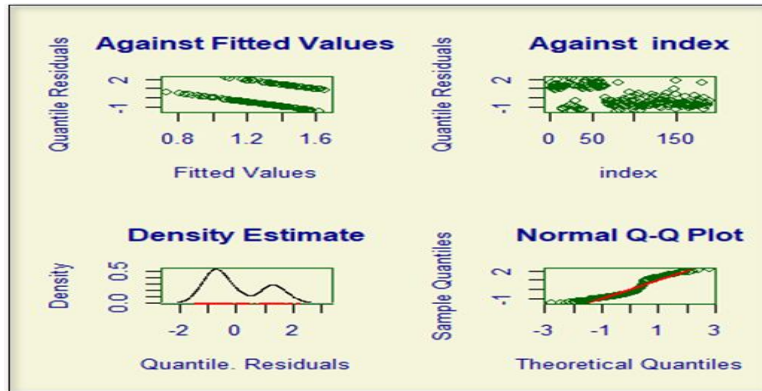 Against Fitted Values
Quantile Residuals
2
-1
0.8 1.2 1.6
Fitted Values
Against index
Quantile Residuals
2
-1
0 50 150
index
Density Estimate
Density
0.5
0.0
-2 0 2
Quantile. Residuals
Normal Q-Q Plot
Sample Quantiles
2
-1
-3 -1 1 3
Theoretical Quantiles